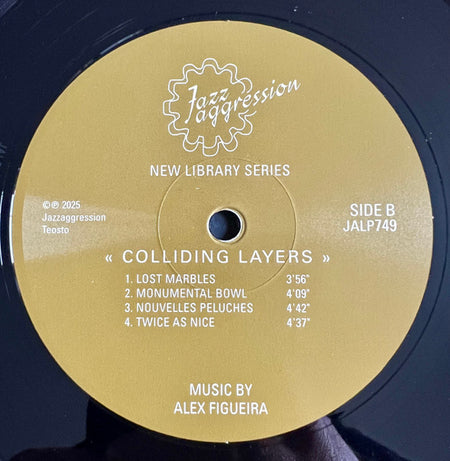 Jazz
aggression
NEW LIBRARY SERIES
©℗ 2025
Jazzaggression
Teosto
SIDE B
JALP749
« COLLIDING LAYERS »
1. LOST MARBLES 3'56"
2. MONUMENTAL BOWL 4'09"
3. NOUVELLES PELUCHES 4'42"
4. TWICE AS NICE 4'37"
MUSIC BY
ALEX FIGUEIRA